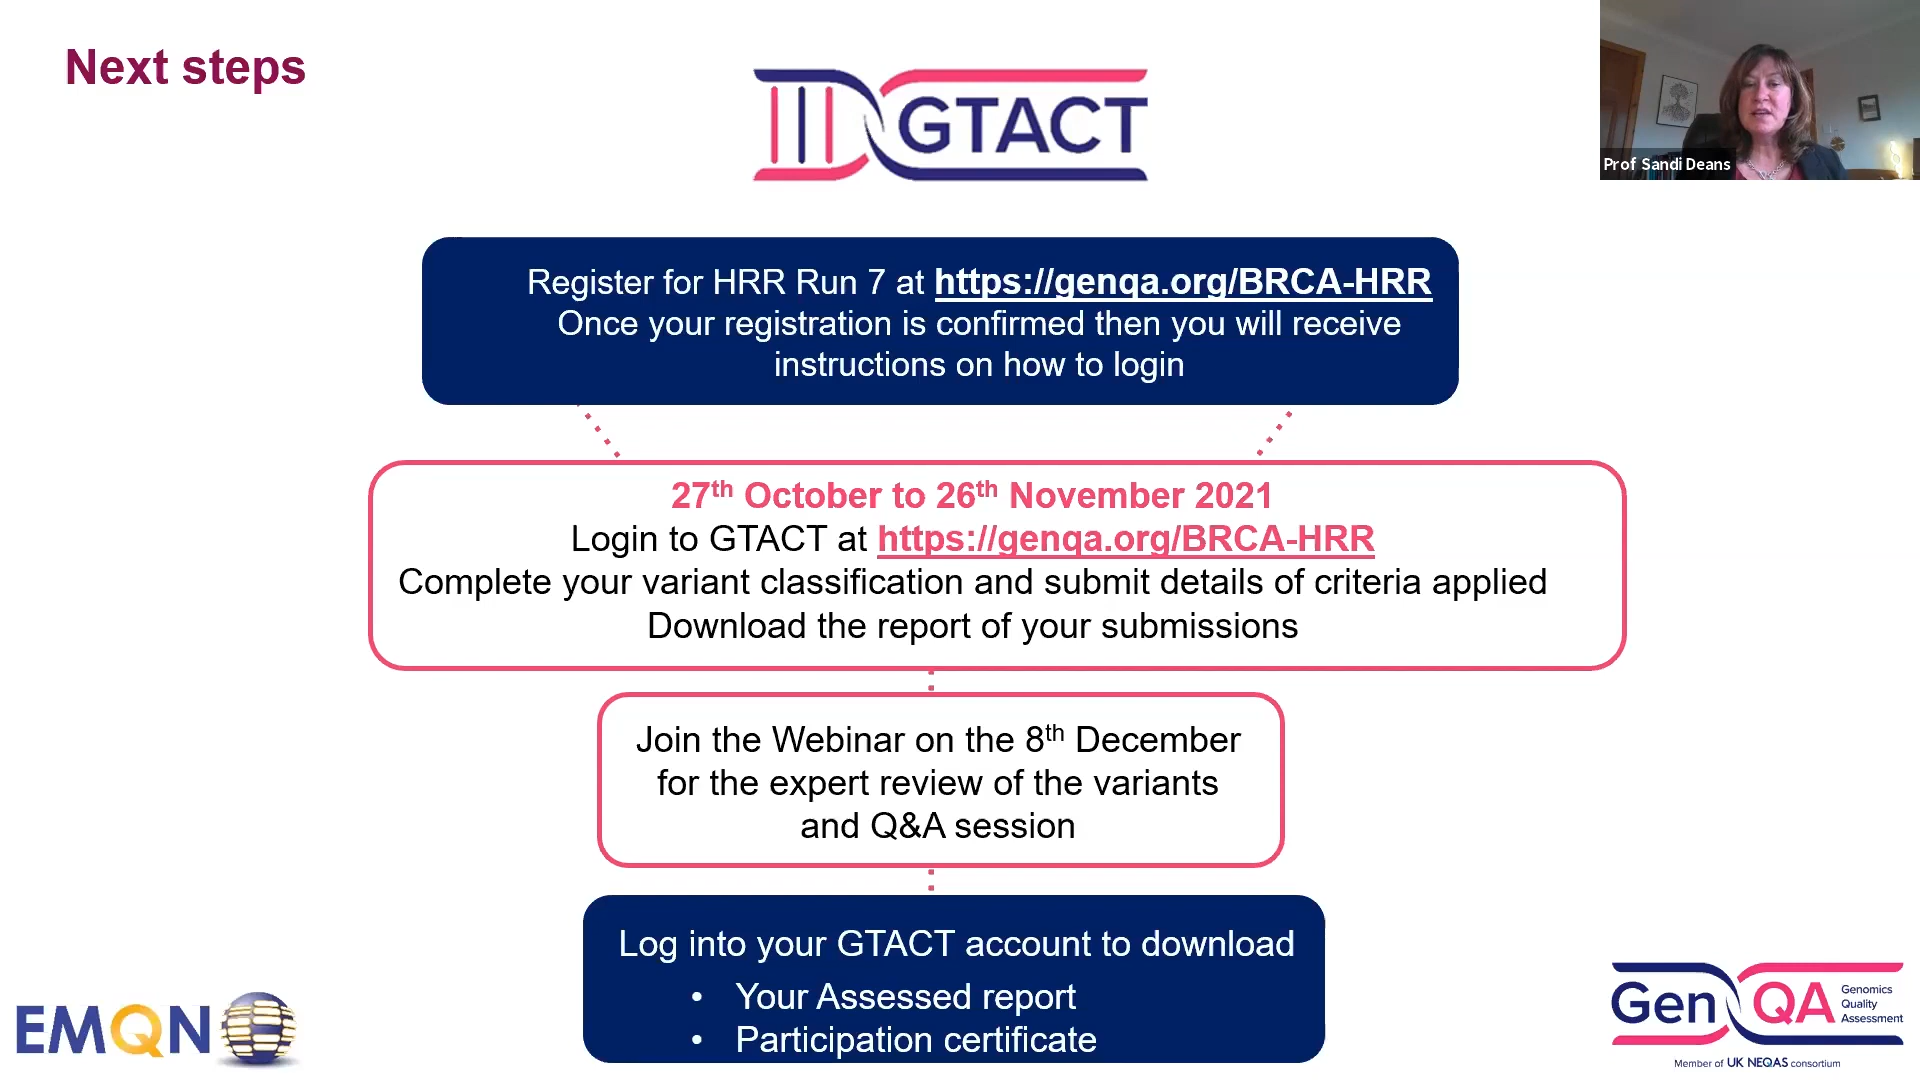 Next steps
GTACT
Prof Sandi Deans
Register for HRR Run 7 at https://genqa.org/BRCA-HRR
Once your registration is confirmed then you will receive
instructions on how to login
27th October to 26th November 2021
Login to GTACT at https://genqa.org/BRCA-HRR
Complete your variant classification and submit details of criteria applied
Download the report of your submissions
Join the Webinar on the 8th December
for the expert review of the variants
and Q&A session
Log into your GTACT account to download
• Your Assessed report
• Participation certificate
EMQN
Gen QA
Genomics
Quality
Assessment
Member of UK NEQAS consortium